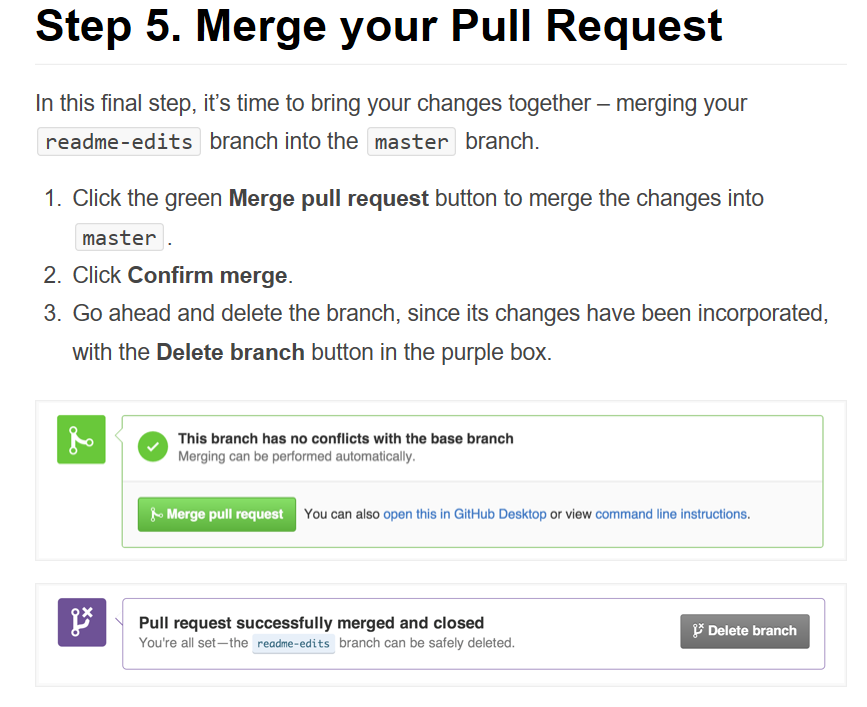 Step 5. Merge your Pull Request
In this final step, it’s time to bring your changes together – merging your
readme-edits branch into the master branch.
1. Click the green Merge pull request button to merge the changes into
master .
2. Click Confirm merge.
3. Go ahead and delete the branch, since its changes have been incorporated,
with the Delete branch button in the purple box.
This branch has no conflicts with the base branch
Merging can be performed automatically.
Merge pull request You can also open this in GitHub Desktop or view command line instructions.
Pull request successfully merged and closed
You're all set—the readme-edits branch can be safely deleted.
Delete branch